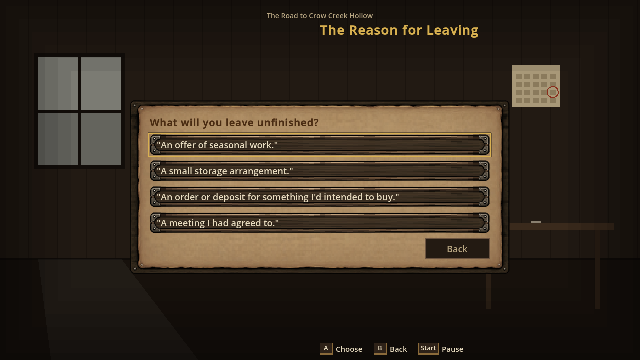 The Road to Crow Creek Hollow
The Reason for Leaving
What will you leave unfinished?
"An offer of seasonal work."
"A small storage arrangement."
"An order or deposit for something I'd intended to buy."
"A meeting I had agreed to."
Back
A Choose B Back Start Pause